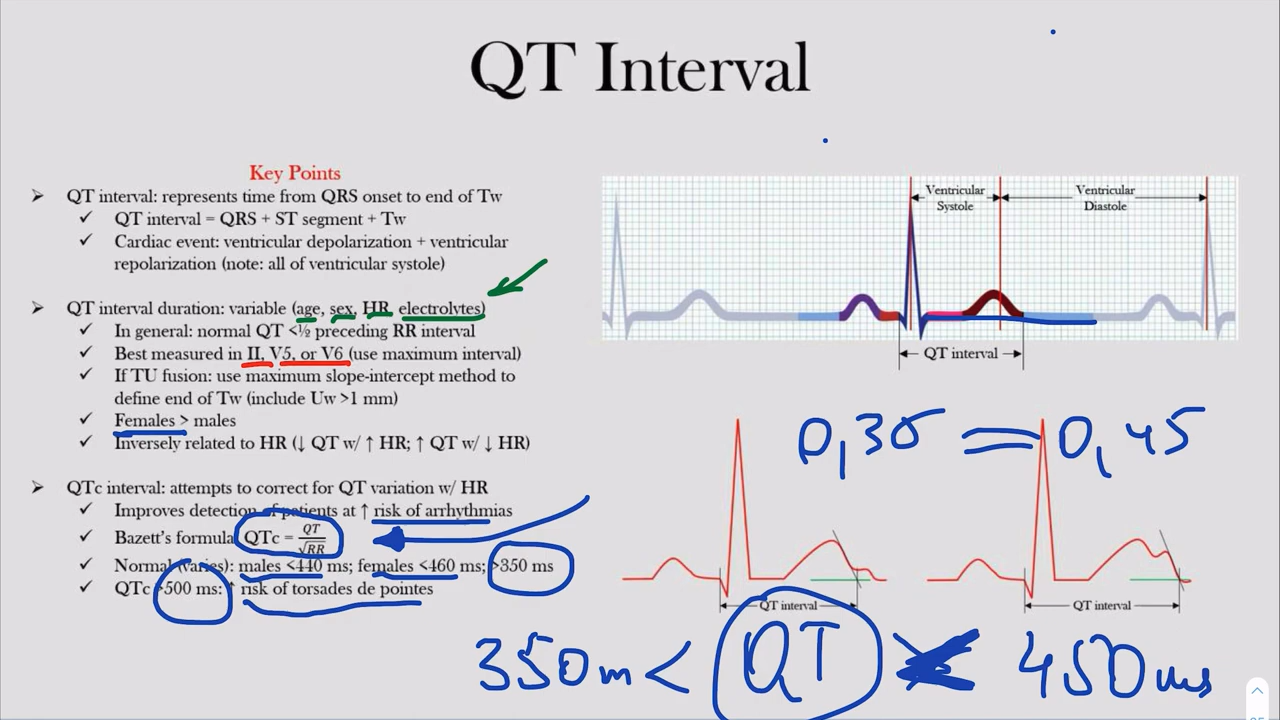 QT Interval
Key Points
➢ QT interval: represents time from QRS onset to end of Tw
✓ QT interval = QRS + ST segment + Tw
✓ Cardiac event: ventricular depolarization + ventricular
repolarization (note: all of ventricular systole)
➢ QT interval duration: variable (age, sex, HR, electrolytes)
✓ In general: normal QT <½ preceding RR interval
✓ Best measured in II, V5, or V6 (use maximum interval)
✓ If TU fusion: use maximum slope-intercept method to
define end of Tw (include Uw >1 mm)
✓ Females > males
✓ Inversely related to HR (↓ QT w/ ↑ HR; ↑ QT w/ ↓ HR)
➢ QTc interval: attempts to correct for QT variation w/ HR
✓ Improves detection of patients at ↑ risk of arrhythmias
✓ Bazett's formula QTc = QT/√RR
✓ Normal (varies): males <440 ms; females <460 ms; >350 ms
✓ QTc >500 ms: ↑ risk of torsades de pointes
Ventricular
Systole
Ventricular
Diastole
QT interval
0,35 = 0,45
QT interval
QT interval
350m < QT < 450ms